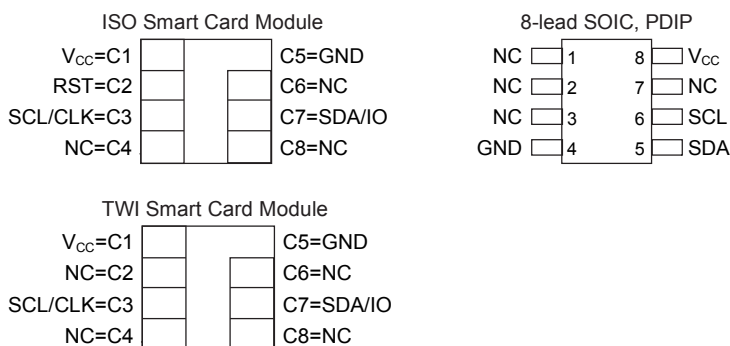 ISO Smart Card Module
V_CC=C1 C5=GND
RST=C2 C6=NC
SCL/CLK=C3 C7=SDA/IO
NC=C4 C8=NC
8-lead SOIC, PDIP
NC 1 8 V_CC
NC 2 7 NC
NC 3 6 SCL
GND 4 5 SDA
TWI Smart Card Module
V_CC=C1 C5=GND
NC=C2 C6=NC
SCL/CLK=C3 C7=SDA/IO
NC=C4 C8=NC